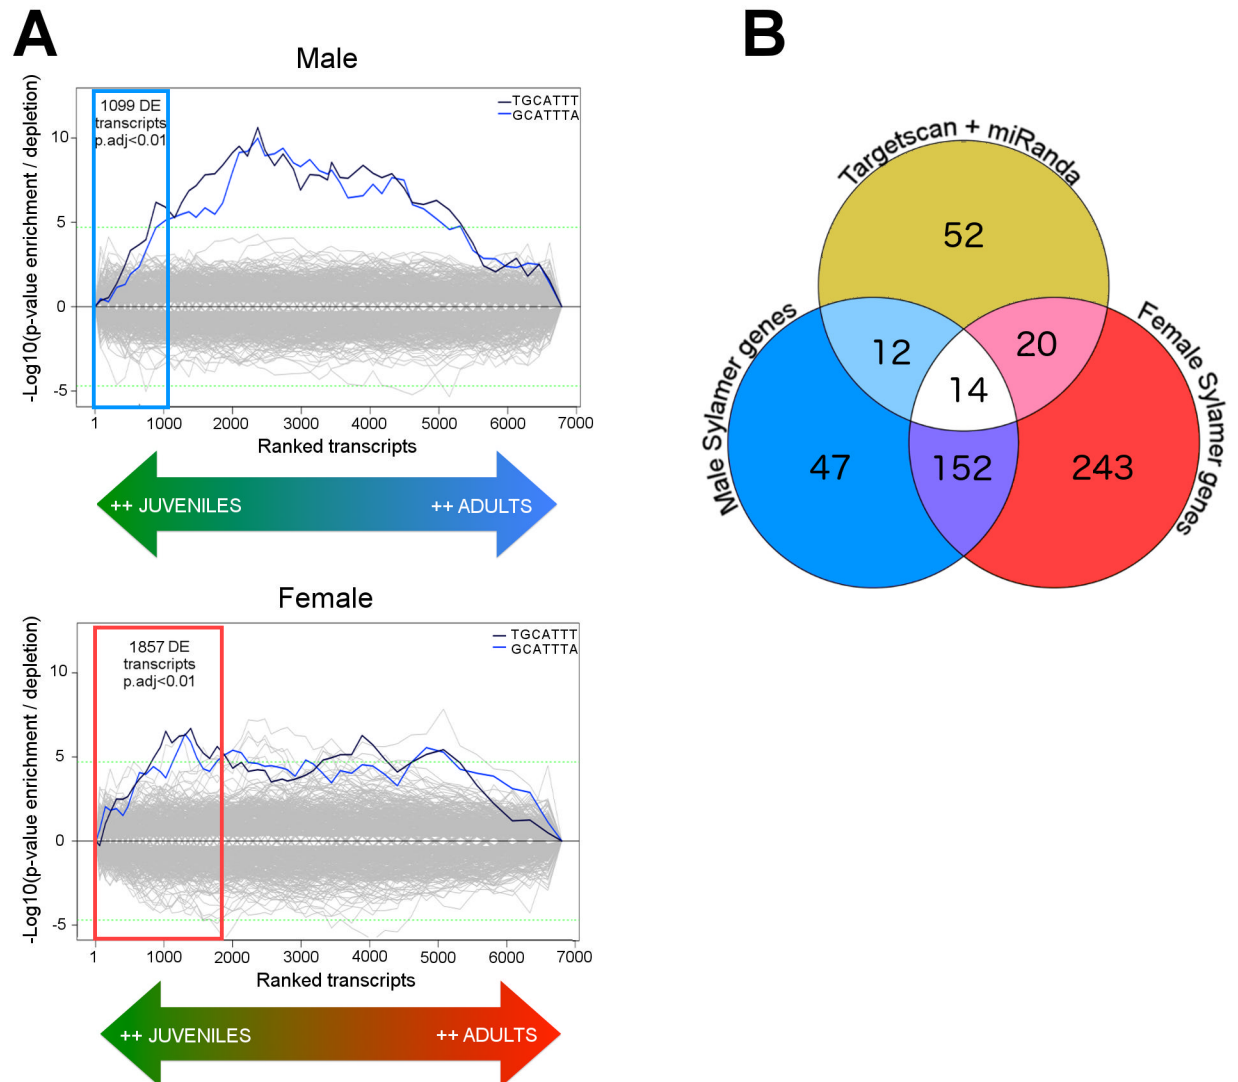 A
Male
-Log10(p-value enrichment / depletion)
1099 DE
transcripts
p.adj<0.01
TGCATTT
GCATTTA
10
5
0
-5
1
1000
2000
3000
4000
5000
6000
7000
Ranked transcripts
++ JUVENILES
++ ADULTS
Female
-Log10(p-value enrichment / depletion)
1857 DE
transcripts
p.adj<0.01
TGCATTT
GCATTTA
10
5
0
-5
1
1000
2000
3000
4000
5000
6000
7000
Ranked transcripts
++ JUVENILES
++ ADULTS
B
Targetscan + miRanda
Male Sylamer genes
Female Sylamer genes
52
12
20
14
47
152
243